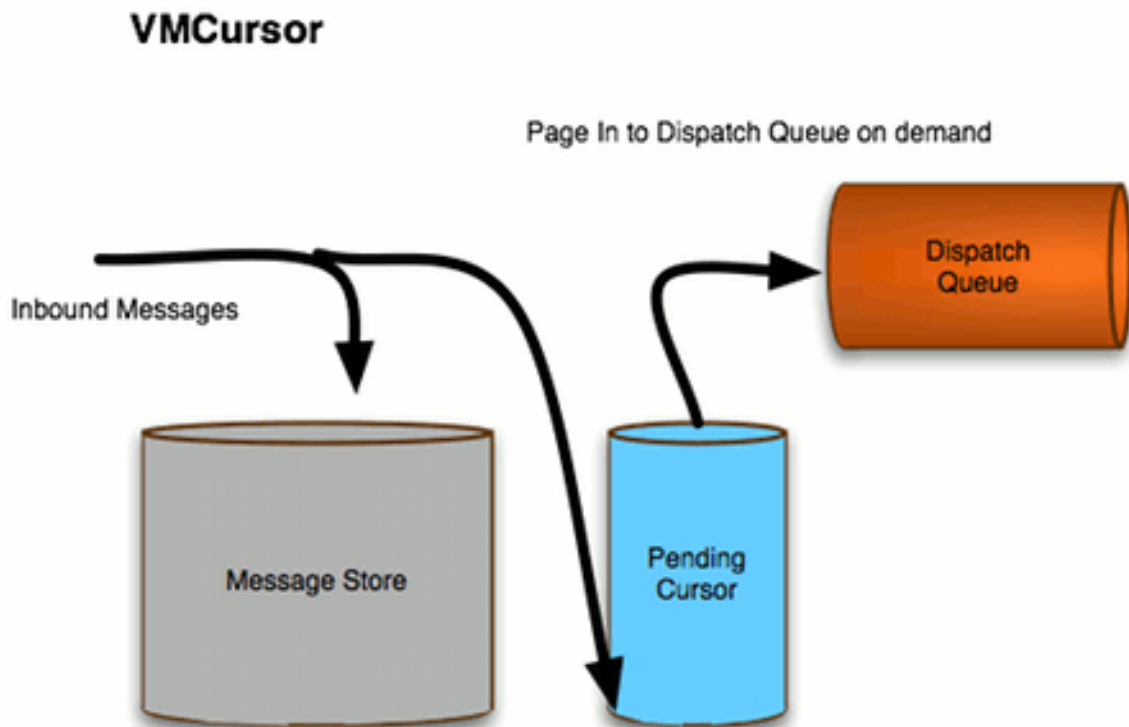 VMCursor
Page In to Dispatch Queue on demand
Dispatch
Queue
Inbound Messages
Message Store
Pending
Cursor